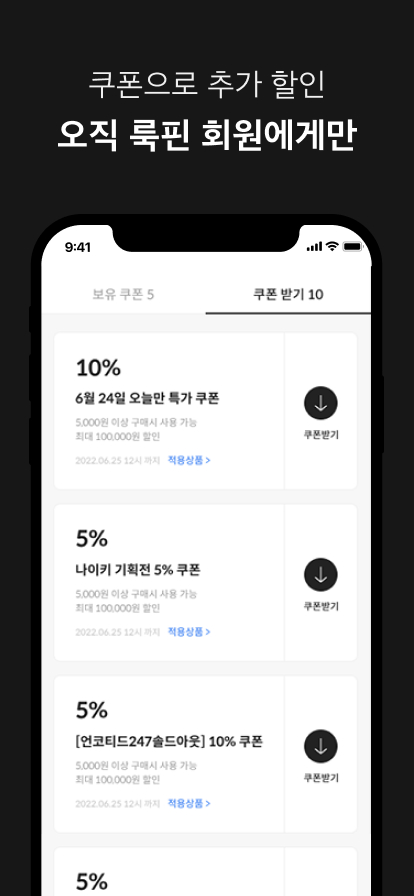 쿠폰으로 추가 할인
오직 룩핀 회원에게만
9:41
보유 쿠폰 5
쿠폰 받기 10
10%
6월 24일 오늘만 특가 쿠폰
5,000원 이상 구매시 사용 가능
최대 100,000원 할인
2022.06.25 12시 까지 적용상품 >
쿠폰받기
5%
나이키 기획전 5% 쿠폰
5,000원 이상 구매시 사용 가능
최대 100,000원 할인
2022.06.25 12시 까지 적용상품 >
쿠폰받기
5%
[언코티드247솔드아웃] 10% 쿠폰
5,000원 이상 구매시 사용 가능
최대 100,000원 할인
2022.06.25 12시 까지 적용상품 >
쿠폰받기
5%